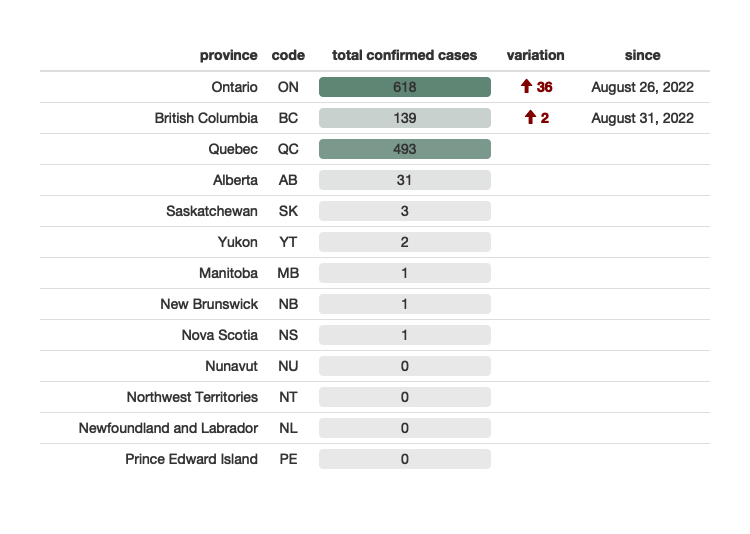 province code total confirmed cases variation since
Ontario ON 618 36 August 26, 2022
British Columbia BC 139 2 August 31, 2022
Quebec QC 493
Alberta AB 31
Saskatchewan SK 3
Yukon YT 2
Manitoba MB 1
New Brunswick NB 1
Nova Scotia NS 1
Nunavut NU 0
Northwest Territories NT 0
Newfoundland and Labrador NL 0
Prince Edward Island PE 0